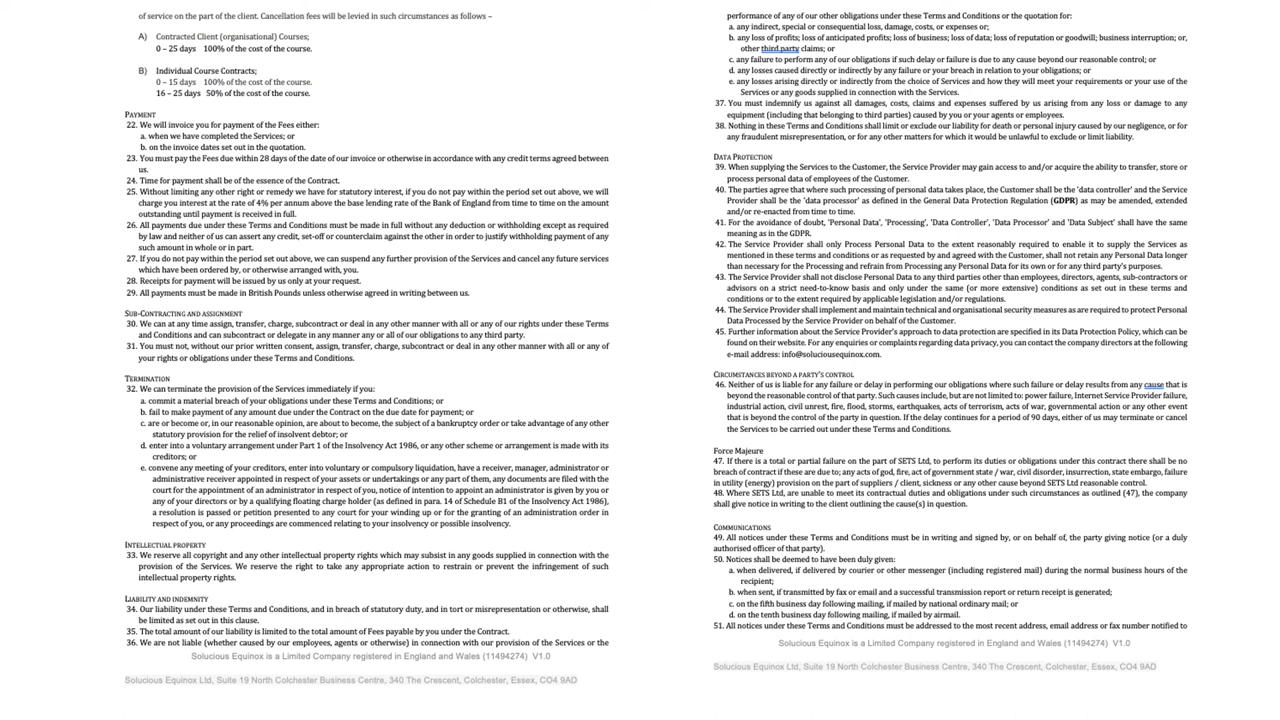 of service on the part of the client. Cancellation fees will be levied in such circumstances as follows –
A) Contracted Client (organisational) Courses;
0 – 25 days 100% of the cost of the course.
B) Individual Course Contracts;
0 – 15 days 100% of the cost of the course.
16 – 25 days 50% of the cost of the course.
PAYMENT
22. We will invoice you for payment of the Fees either:
a. when we have completed the Services; or
b. on the invoice dates set out in the quotation.
23. You must pay the Fees due within 28 days of the date of our invoice or otherwise in accordance with any credit terms agreed between
us.
24. Time for payment shall be of the essence of the Contract.
25. Without limiting any other right or remedy we have for statutory interest, if you do not pay within the period set out above, we will
charge you interest at the rate of 4% per annum above the base lending rate of the Bank of England from time to time on the amount
outstanding until payment is received in full.
26. All payments due under these Terms and Conditions must be made in full without any deduction or withholding except as required
by law and neither of us can assert any credit, set-off or counterclaim against the other in order to justify withholding payment of any
such amount in whole or in part.
27. If you do not pay within the period set out above, we can suspend any further provision of the Services and cancel any future services
which have been ordered by, or otherwise arranged with, you.
28. Receipts for payment will be issued by us only at your request.
29. All payments must be made in British Pounds unless otherwise agreed in writing between us.
SUB-CONTRACTING AND ASSIGNMENT
30. We can at any time assign, transfer, charge, subcontract or deal in any other manner with all or any of our rights under these Terms
and Conditions and can subcontract or delegate in any manner any or all of our obligations to any third party.
31. You must not, without our prior written consent, assign, transfer, charge, subcontract or deal in any other manner with all or any of
your rights or obligations under these Terms and Conditions.
TERMINATION
32. We can terminate the provision of the Services immediately if you:
a. commit a material breach of your obligations under these Terms and Conditions; or
b. fail to make payment of any amount due under the Contract on the due date for payment; or
c. are or become or, in our reasonable opinion, are about to become, the subject of a bankruptcy order or take advantage of any other
statutory provision for the relief of insolvent debtor; or
d. enter into a voluntary arrangement under Part 1 of the Insolvency Act 1986, or any other scheme or arrangement is made with its
creditors; or
e. convene any meeting of your creditors, enter into voluntary or compulsory liquidation, have a receiver, manager, administrator or
administrative receiver appointed in respect of your assets or undertakings or any part of them, any documents are filed with the
court for the appointment of an administrator in respect of you, notice of intention to appoint an administrator is given by you or
any of your directors or by a qualifying floating charge holder (as defined in para. 14 of Schedule B1 of the Insolvency Act 1986),
a resolution is passed or petition presented to any court for your winding up or for the granting of an administration order in
respect of you, or any proceedings are commenced relating to your insolvency or possible insolvency.
INTELLECTUAL PROPERTY
33. We reserve all copyright and any other intellectual property rights which may subsist in any goods supplied in connection with the
provision of the Services. We reserve the right to take any appropriate action to restrain or prevent the infringement of such
intellectual property rights.
LIABILITY AND INDEMNITY
34. Our liability under these Terms and Conditions, and in breach of statutory duty, and in tort or misrepresentation or otherwise, shall
be limited as set out in this clause.
35. The total amount of our liability is limited to the total amount of Fees payable by you under the Contract.
36. We are not liable (whether caused by our employees, agents or otherwise) in connection with our provision of the Services or the
Solucious Equinox is a Limited Company registered in England and Wales (11494274) V1.0
Solucious Equinox Ltd, Suite 19 North Colchester Business Centre, 340 The Crescent, Colchester, Essex, CO4 9AD
performance of any of our other obligations under these Terms and Conditions or the quotation for:
a. any indirect, special or consequential loss, damage, costs, or expenses or;
b. any loss of profits; loss of anticipated profits; loss of business; loss of data; loss of reputation or goodwill; business interruption; or,
other third party claims; or
c. any failure to perform any of our obligations if such delay or failure is due to any cause beyond our reasonable control; or
d. any losses caused directly or indirectly by any failure or your breach in relation to your obligations; or
e. any losses arising directly or indirectly from the choice of Services and how they will meet your requirements or your use of the
Services or any goods supplied in connection with the Services.
37. You must indemnify us against all damages, costs, claims and expenses suffered by us arising from any loss or damage to any
equipment (including that belonging to third parties) caused by you or your agents or employees.
38. Nothing in these Terms and Conditions shall limit or exclude our liability for death or personal injury caused by our negligence, or for
any fraudulent misrepresentation, or for any other matters for which it would be unlawful to exclude or limit liability.
DATA PROTECTION
39. When supplying the Services to the Customer, the Service Provider may gain access to and/or acquire the ability to transfer, store or
process personal data of employees of the Customer.
40. The parties agree that where such processing of personal data takes place, the Customer shall be the 'data controller' and the Service
Provider shall be the 'data processor' as defined in the General Data Protection Regulation (GDPR) as may be amended, extended
and/or re-enacted from time to time.
41. For the avoidance of doubt, 'Personal Data', 'Processing', 'Data Controller', 'Data Processor' and 'Data Subject' shall have the same
meaning as in the GDPR.
42. The Service Provider shall only Process Personal Data to the extent reasonably required to enable it to supply the Services as
mentioned in these terms and conditions or as requested by and agreed with the Customer, shall not retain any Personal Data longer
than necessary for the Processing and refrain from Processing any Personal Data for its own or for any third party's purposes.
43. The Service Provider shall not disclose Personal Data to any third parties other than employees, directors, agents, sub-contractors or
advisors on a strict need-to-know basis and only under the same (or more extensive) conditions as set out in these terms and
conditions or to the extent required by applicable legislation and/or regulations.
44. The Service Provider shall implement and maintain technical and organisational security measures as are required to protect Personal
Data Processed by the Service Provider on behalf of the Customer.
45. Further information about the Service Provider's approach to data protection are specified in its Data Protection Policy, which can be
found on their website. For any enquiries or complaints regarding data privacy, you can contact the company directors at the following
e-mail address: info@soluciousequinox.com.
CIRCUMSTANCES BEYOND A PARTY'S CONTROL
46. Neither of us is liable for any failure or delay in performing our obligations where such failure or delay results from any cause that is
beyond the reasonable control of that party. Such causes include, but are not limited to: power failure, Internet Service Provider failure,
industrial action, civil unrest, fire, flood, storms, earthquakes, acts of terrorism, acts of war, governmental action or any other event
that is beyond the control of the party in question. If the delay continues for a period of 90 days, either of us may terminate or cancel
the Services to be carried out under these Terms and Conditions.
Force Majeure
47. If there is a total or partial failure on the part of SETS Ltd, to perform its duties or obligations under this contract there shall be no
breach of contract if these are due to; any acts of god, fire, act of government state / war, civil disorder, insurrection, state embargo, failure
in utility (energy) provision on the part of suppliers / client, sickness or any other cause beyond SETS Ltd reasonable control.
48. Where SETS Ltd, are unable to meet its contractual duties and obligations under such circumstances as outlined (47), the company
shall give notice in writing to the client outlining the cause(s) in question.
COMMUNICATIONS
49. All notices under these Terms and Conditions must be in writing and signed by, or on behalf of, the party giving notice (or a duly
authorised officer of that party).
50. Notices shall be deemed to have been duly given:
a. when delivered, if delivered by courier or other messenger (including registered mail) during the normal business hours of the
recipient;
b. when sent, if transmitted by fax or email and a successful transmission report or return receipt is generated;
c. on the fifth business day following mailing, if mailed by national ordinary mail; or
d. on the tenth business day following mailing, if mailed by airmail.
51. All notices under these Terms and Conditions must be addressed to the most recent address, email address or fax number notified to
Solucious Equinox is a Limited Company registered in England and Wales (11494274) V1.0
Solucious Equinox Ltd, Suite 19 North Colchester Business Centre, 340 The Crescent, Colchester, Essex, CO4 9AD